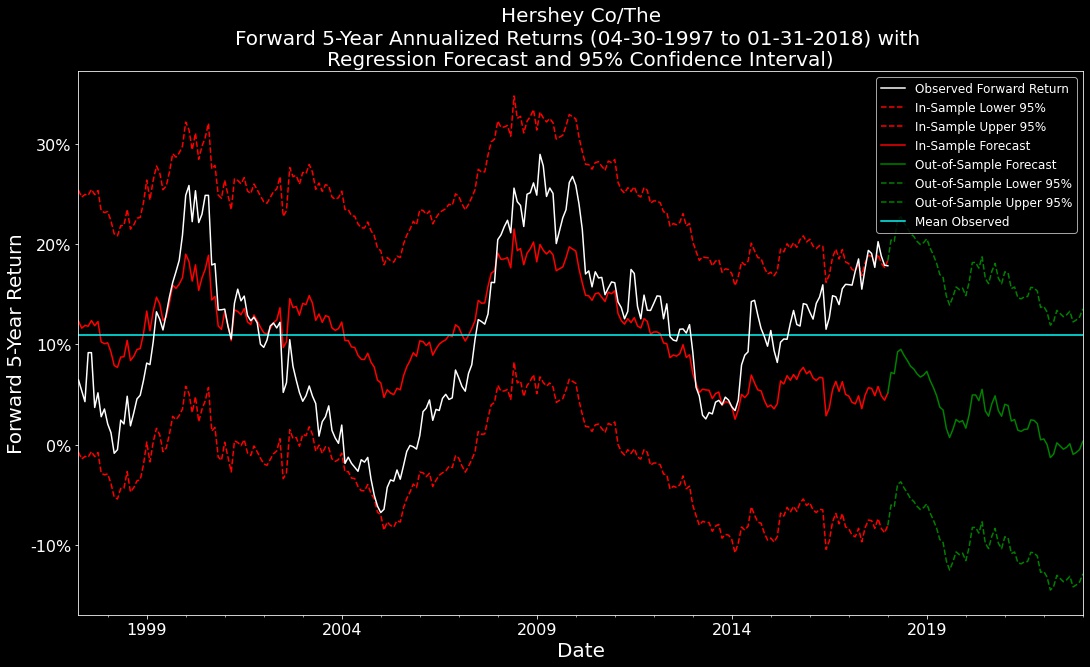 Hershey Co/The
Forward 5-Year Annualized Returns (04-30-1997 to 01-31-2018) with
Regression Forecast and 95% Confidence Interval)
Observed Forward Return
In-Sample Lower 95%
In-Sample Upper 95%
In-Sample Forecast
Out-of-Sample Forecast
Out-of-Sample Lower 95%
Out-of-Sample Upper 95%
Mean Observed
Forward 5-Year Return
30%
20%
10%
0%
-10%
1999
2004
2009
2014
2019
Date